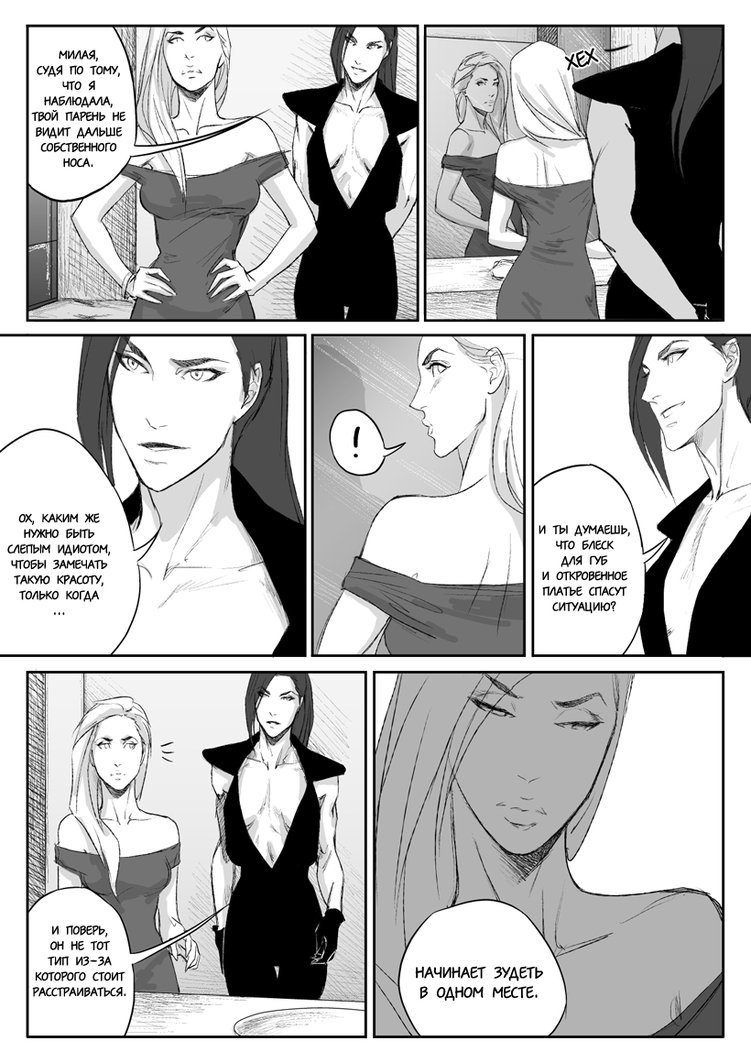 МИЛАЯ,
СУДЯ ПО ТОМУ,
ЧТО Я
НАБЛЮДАЛА,
ТВОЙ ПАРЕНЬ НЕ
ВИДИТ ДАЛЬШЕ
СОБСТВЕННОГО
НОСА.
ХЕХ
И ТЫ ДУМАЕШЬ,
ЧТО БЛЕСК
ДЛЯ ГУБ
И ОТКРОВЕННОЕ
ПЛАТЬЕ СПАСУТ
СИТУАЦИЮ?
!
ОХ, КАКИМ ЖЕ
НУЖНО БЫТЬ
СЛЕПЫМ ИДИОТОМ,
ЧТОБЫ ЗАМЕЧАТЬ
ТАКУЮ КРАСОТУ,
ТОЛЬКО КОГДА
...
НАЧИНАЕТ ЗУДЕТЬ
В ОДНОМ МЕСТЕ.
И ПОВЕРЬ,
ОН НЕ ТОТ
ТИП ИЗ-ЗА
КОТОРОГО СТОИТ
РАССТРАИВАТЬСЯ.